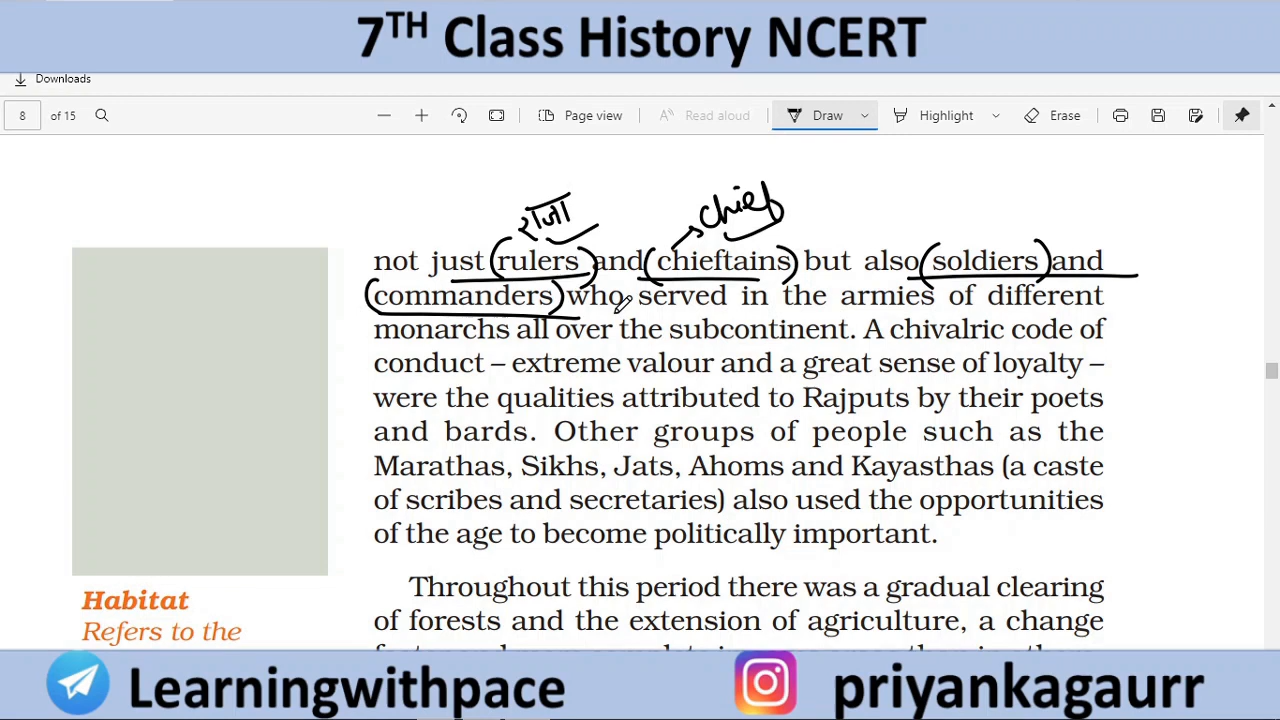 7TH Class History NCERT
Downloads
8 of 15 Page view Read aloud Draw Highlight Erase
chief
not just rulers and chieftains but also soldiers and
commanders who served in the armies of different
monarchs all over the subcontinent. A chivalric code of
conduct – extreme valour and a great sense of loyalty –
were the qualities attributed to Rajputs by their poets
and bards. Other groups of people such as the
Marathas, Sikhs, Jats, Ahoms and Kayasthas (a caste
of scribes and secretaries) also used the opportunities
of the age to become politically important.
Throughout this period there was a gradual clearing
of forests and the extension of agriculture, a change
Habitat
Refers to the
Learningwithpace
priyankagaurr